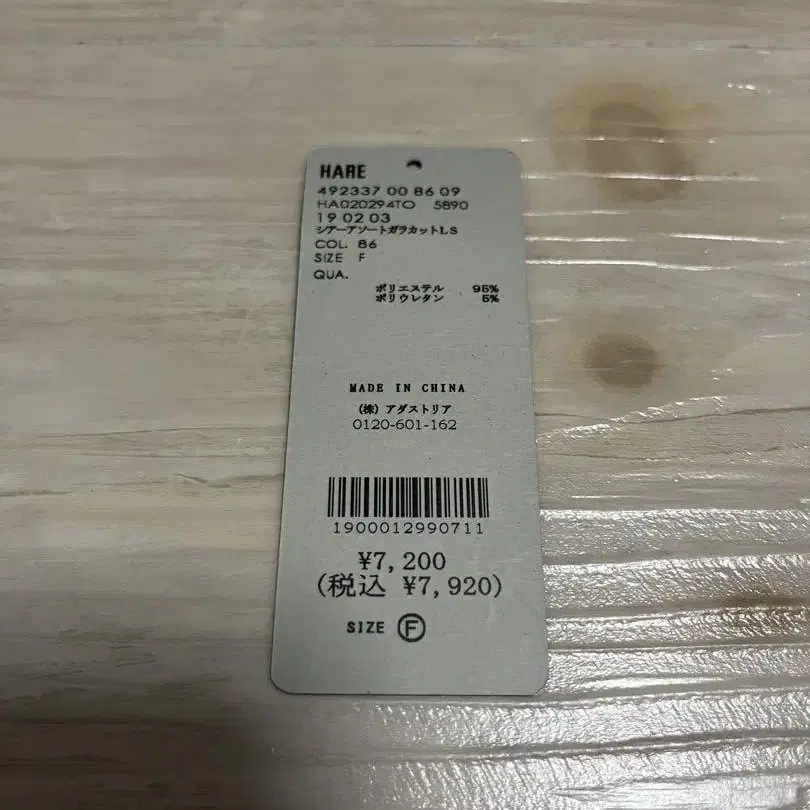 HARE
492337 00 86 09
HA020294TO 5890
19 02 03
シアーアソートガラカットLS
COL. 86
SIZE F
QUA.
ポリエステル 95%
ポリウレタン 5%
MADE IN CHINA
(株) アダストリア
0120-601-162
1900012990711
¥7,200
(税込 ¥7,920)
SIZE F